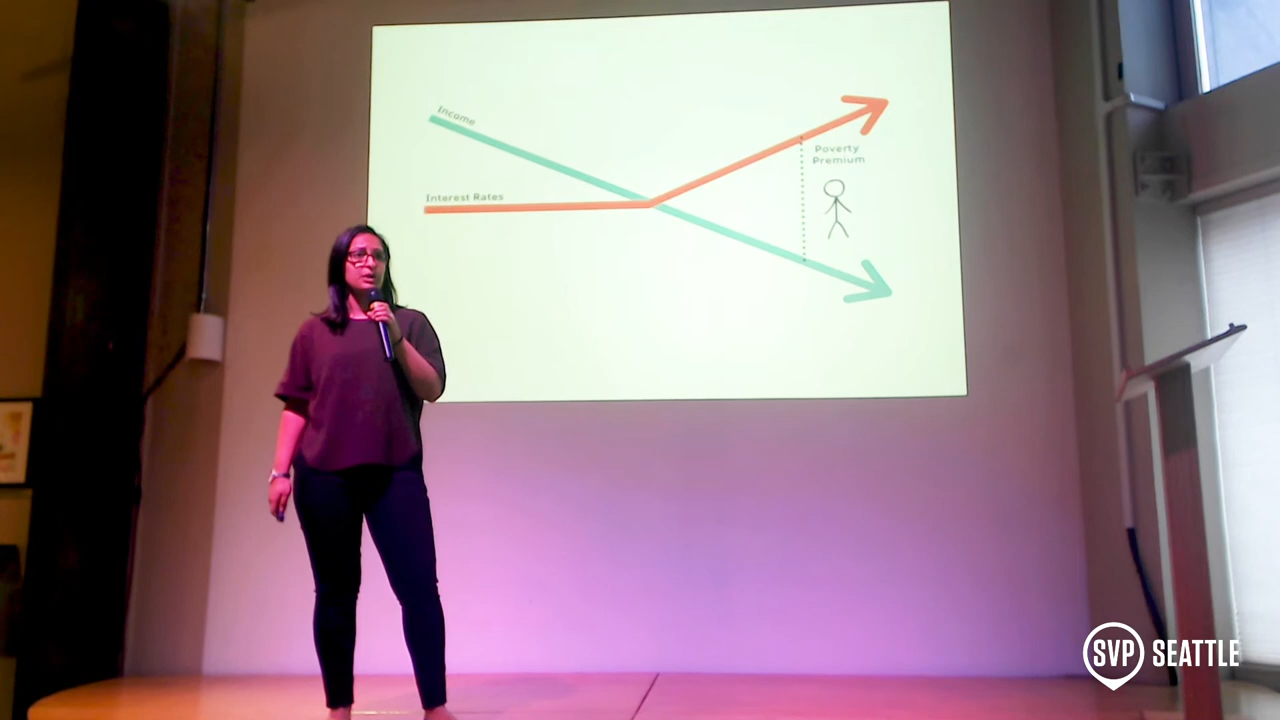 Income
Interest Rates
Poverty
Premium
SVP SEATTLE